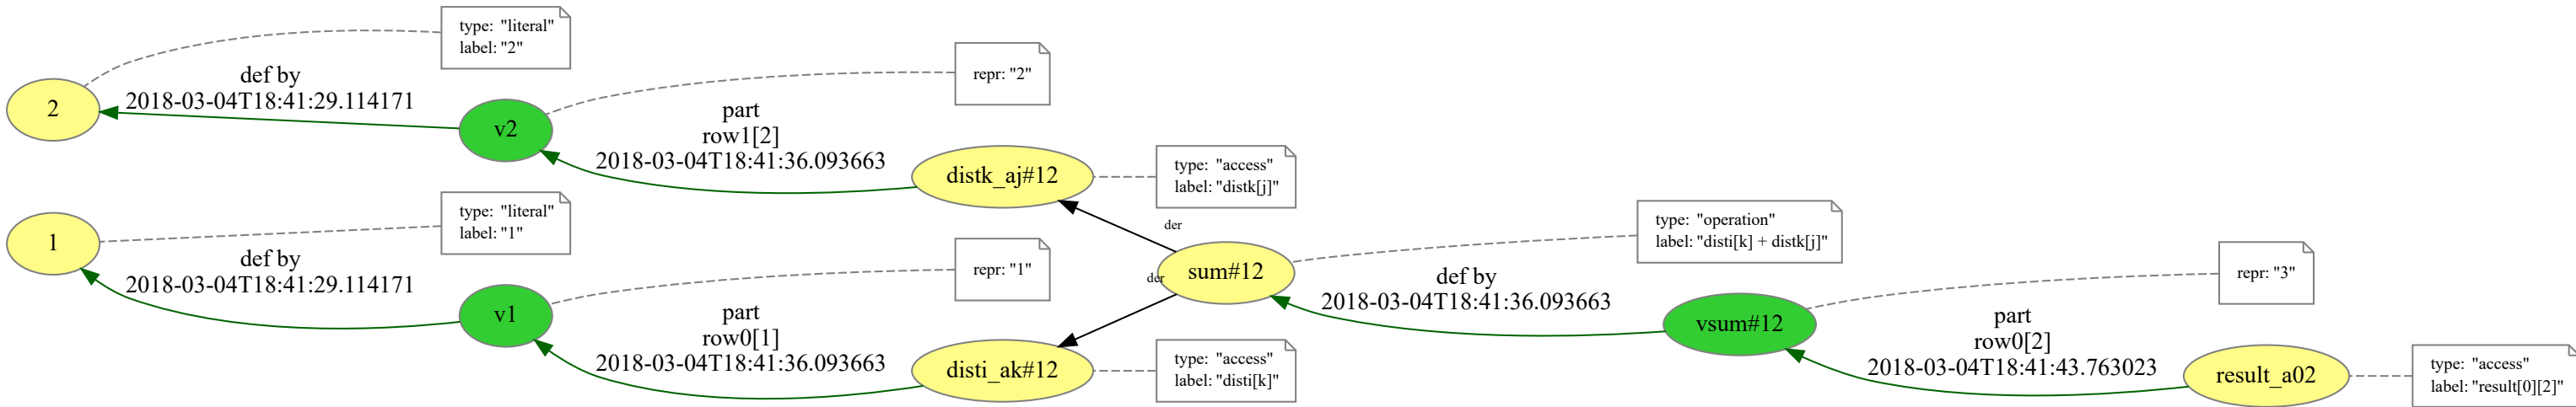 type: "literal"
label: "2"
2
def by
2018-03-04T18:41:29.114171
v2
repr: "2"
part
row1[2]
2018-03-04T18:41:36.093663
distk_aj#12
type: "access"
label: "distk[j]"
1
type: "literal"
label: "1"
def by
2018-03-04T18:41:29.114171
v1
repr: "1"
part
row0[1]
2018-03-04T18:41:36.093663
disti_ak#12
type: "access"
label: "disti[k]"
der
der
sum#12
type: "operation"
label: "disti[k] + distk[j]"
def by
2018-03-04T18:41:36.093663
vsum#12
repr: "3"
part
row0[2]
2018-03-04T18:41:43.763023
result_a02
type: "access"
label: "result[0][2]"